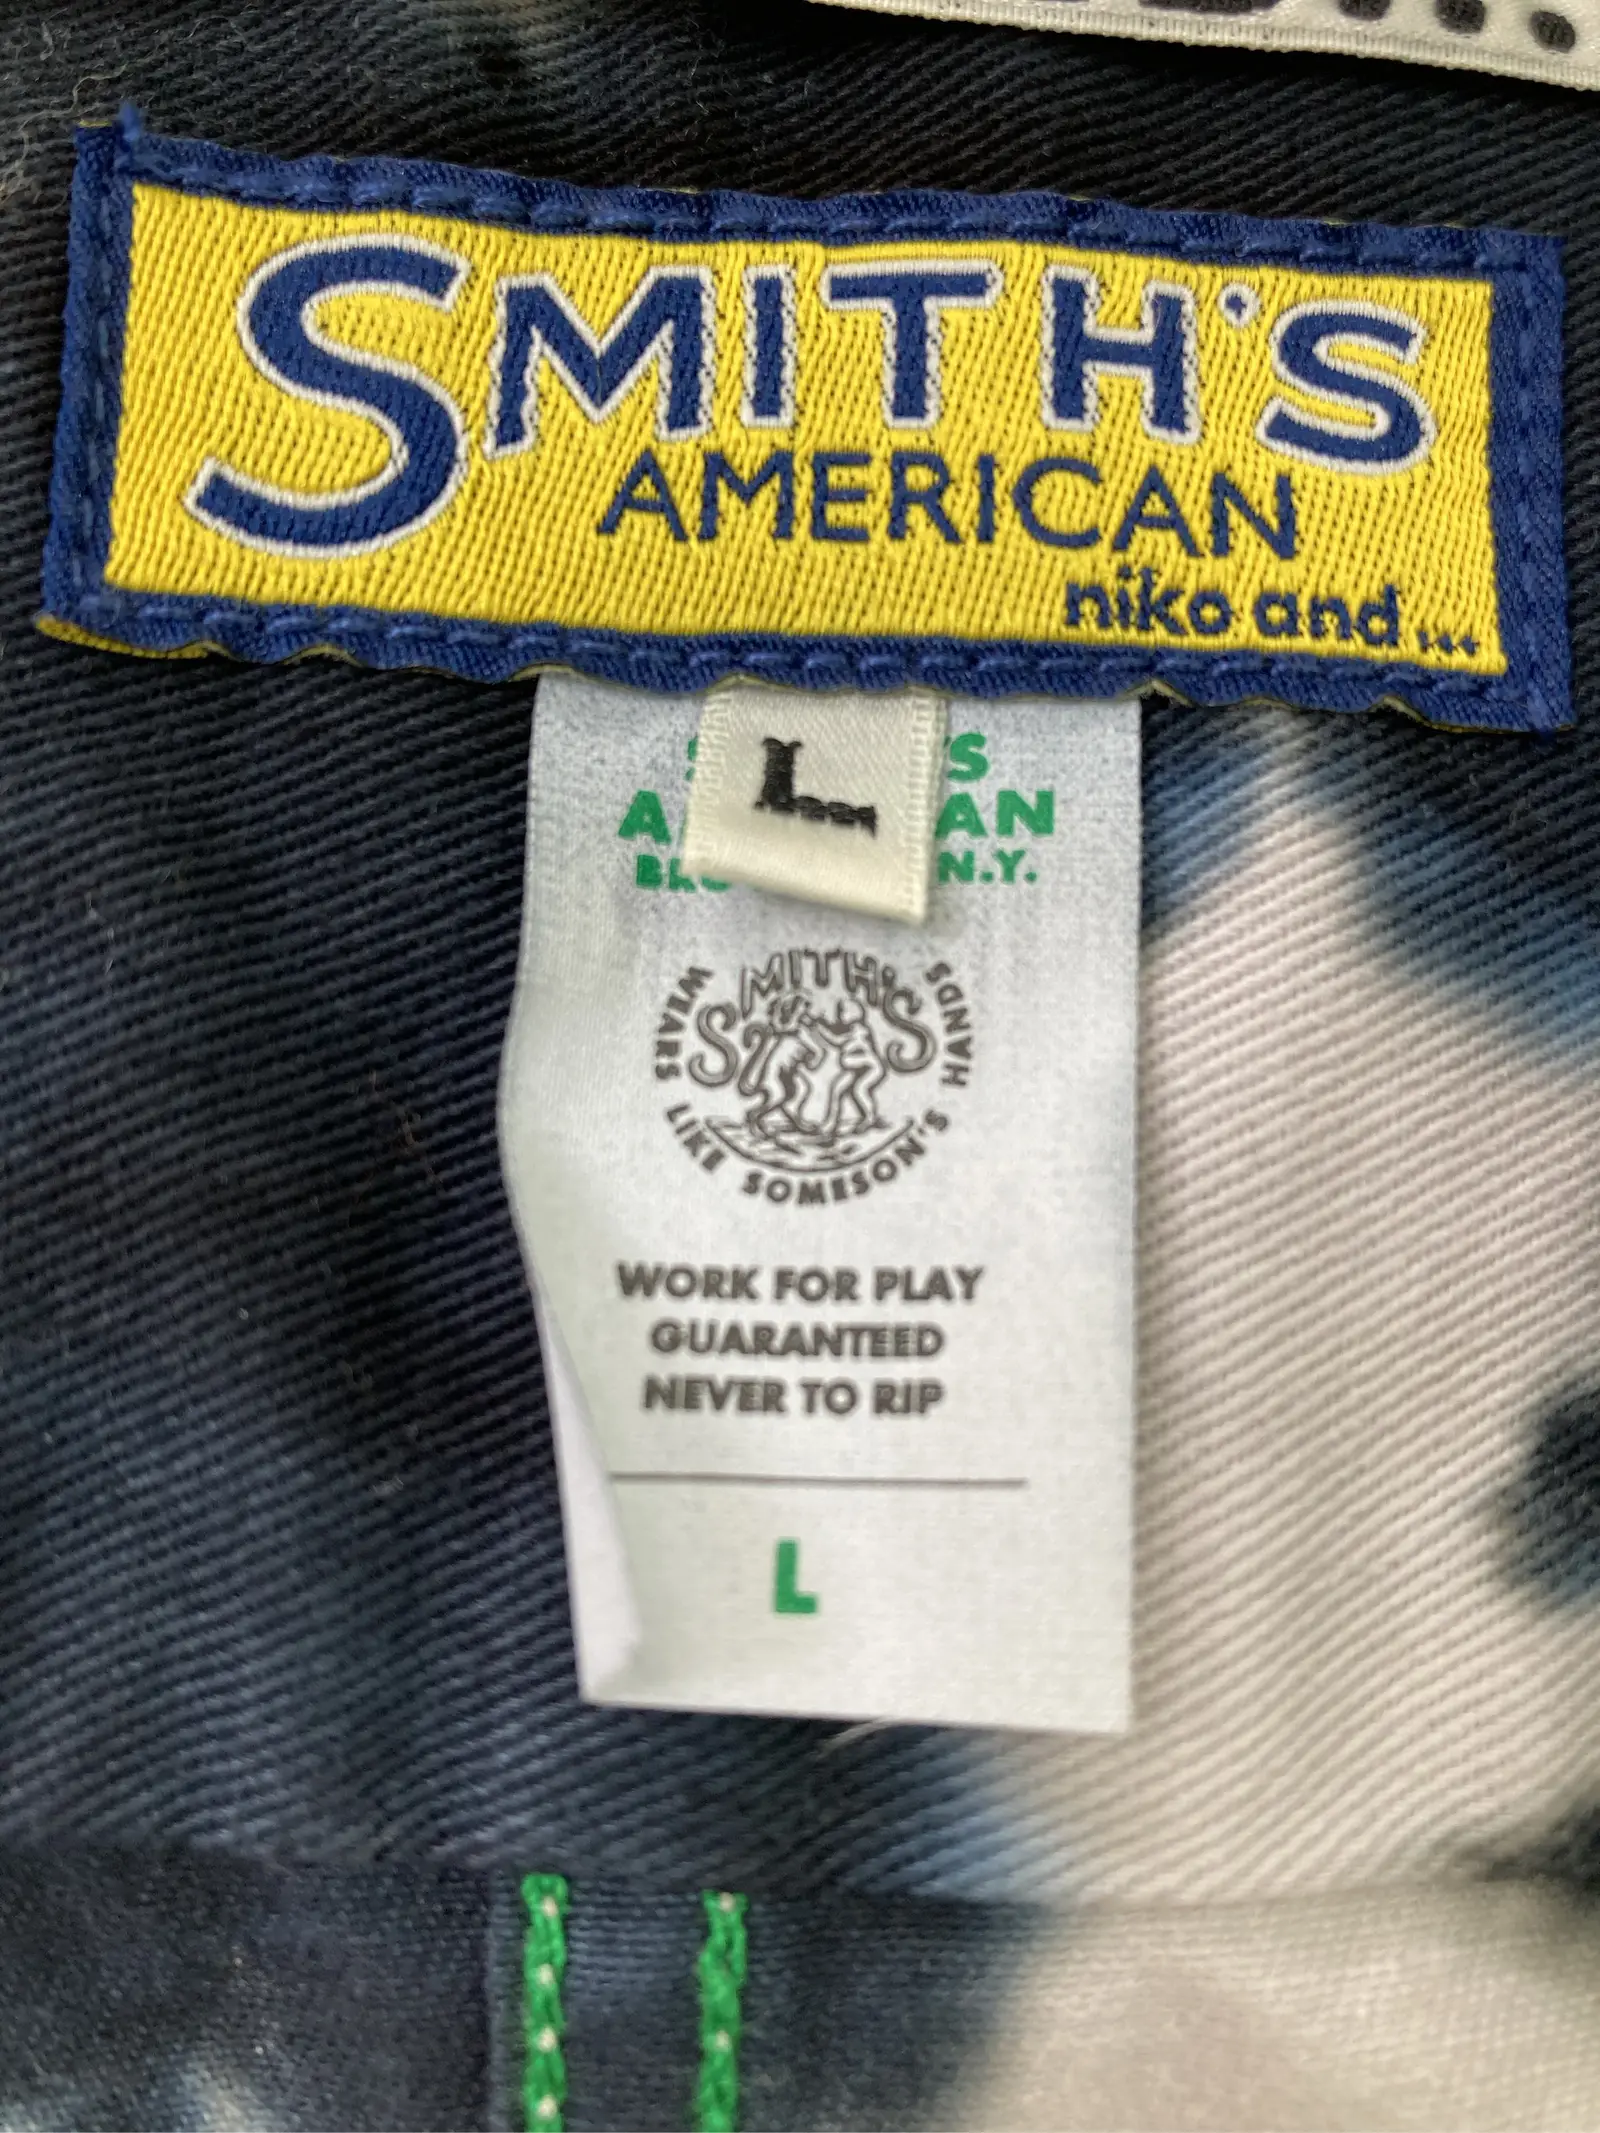 SMITH'S
AMERICAN
niko and ...
L
N.Y.
SMITH'S
WEARS LIKE SOMESON'S HANDS
WORK FOR PLAY
GUARANTEED
NEVER TO RIP
L